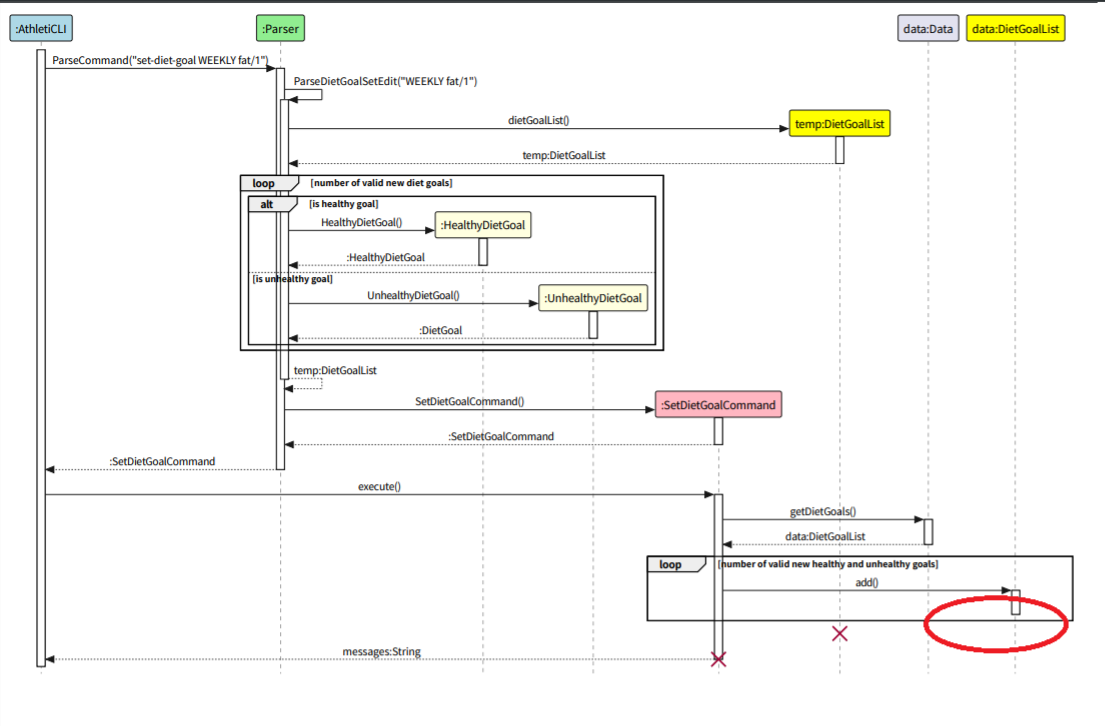 :AthletiCLI
:Parser
data:Data
data:DietGoalList
ParseCommand("set-diet-goal WEEKLY fat/1")
ParseDietGoalSetEdit("WEEKLY fat/1")
dietGoalList()
temp:DietGoalList
temp:DietGoalList
loop
[number of valid new diet goals]
alt
[is healthy goal]
HealthyDietGoal()
:HealthyDietGoal
:HealthyDietGoal
[is unhealthy goal]
UnhealthyDietGoal()
:UnhealthyDietGoal
:DietGoal
temp:DietGoalList
SetDietGoalCommand()
:SetDietGoalCommand
:SetDietGoalCommand
:SetDietGoalCommand
execute()
getDietGoals()
data:DietGoalList
loop
[number of valid new healthy and unhealthy goals]
add()
messages:String